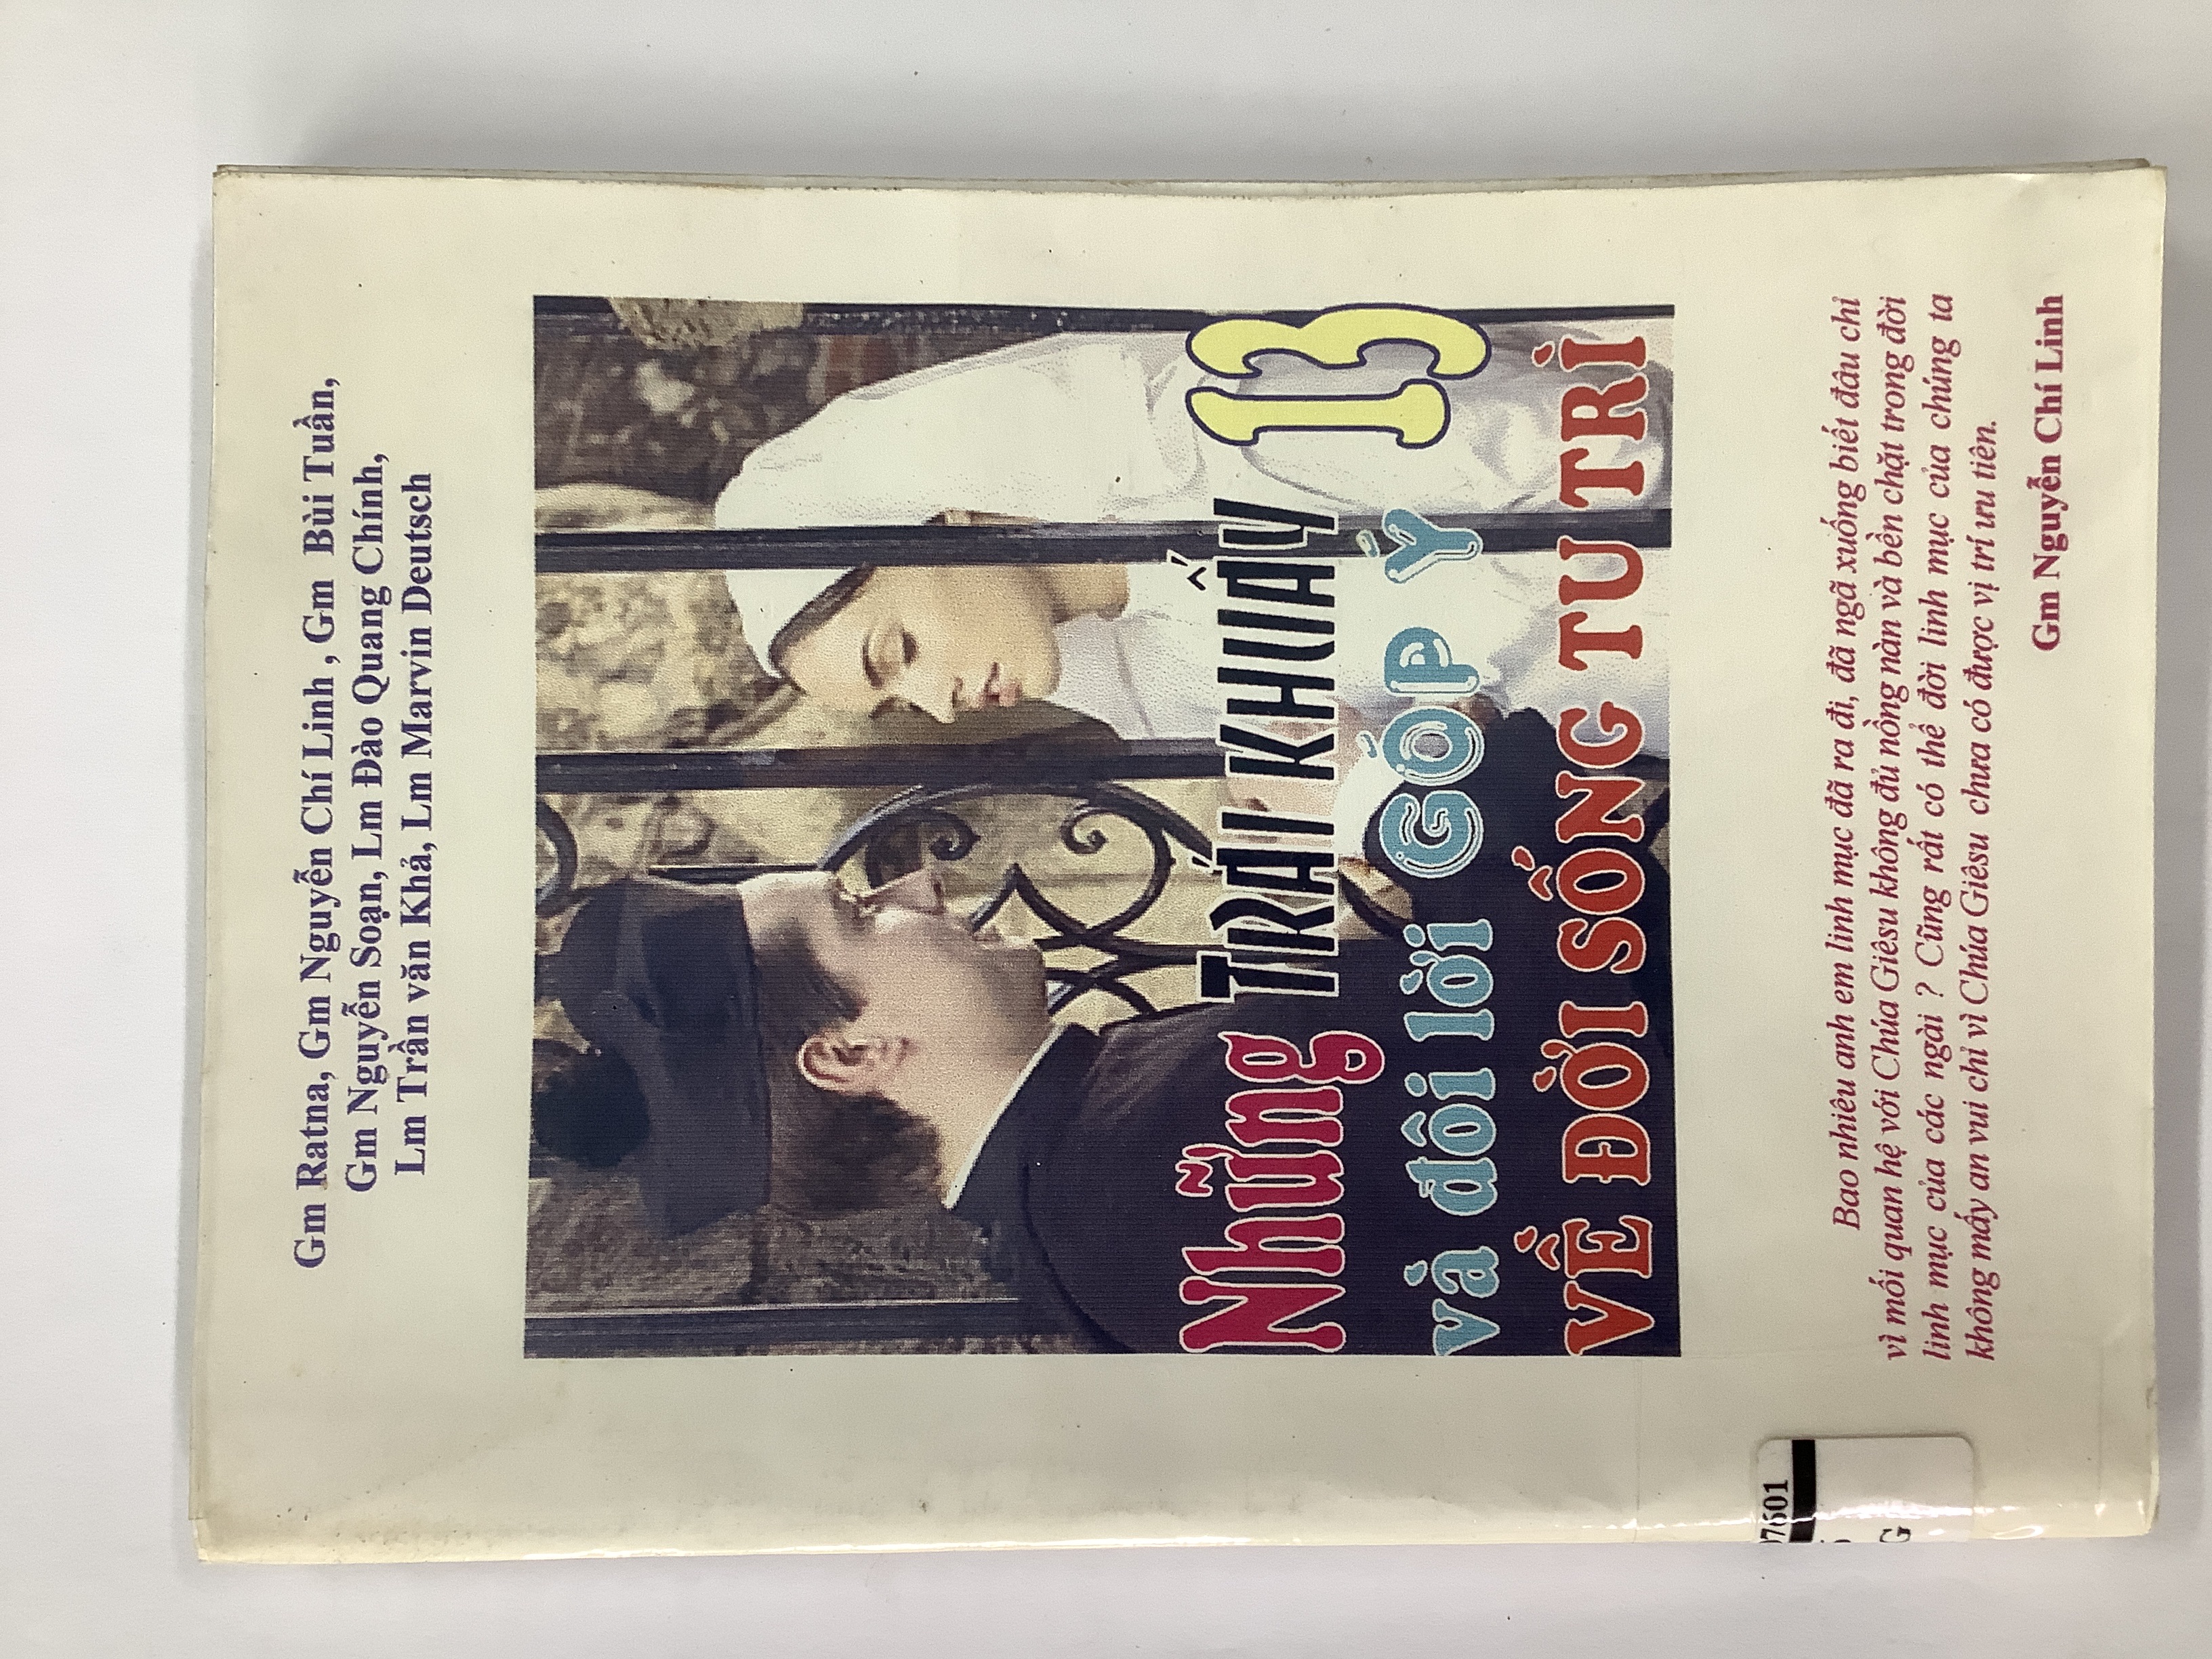 Gm Ratna, Gm Nguyễn Chí Linh , Gm Bùi Tuần,
Gm Nguyễn Soạn, Lm Đào Quang Chính,
Lm Trần văn Khả, Lm Marvin Deutsch
Những TRÁI KHUẤY 13
và đôi lời GÓP Ý
VỀ ĐỜI SỐNG TU TRÌ
Bao nhiêu anh em linh mục đã ra đi, đã ngã xuống biết đâu chỉ
vì mối quan hệ với Chúa Giêsu không đủ nồng nàn và bền chặt trong đời
linh mục của các ngài ? Cũng rất có thể đời linh mục của chúng ta
không mấy an vui chỉ vì Chúa Giêsu chưa có được vị trí ưu tiên.
Gm Nguyễn Chí Linh
7601
G